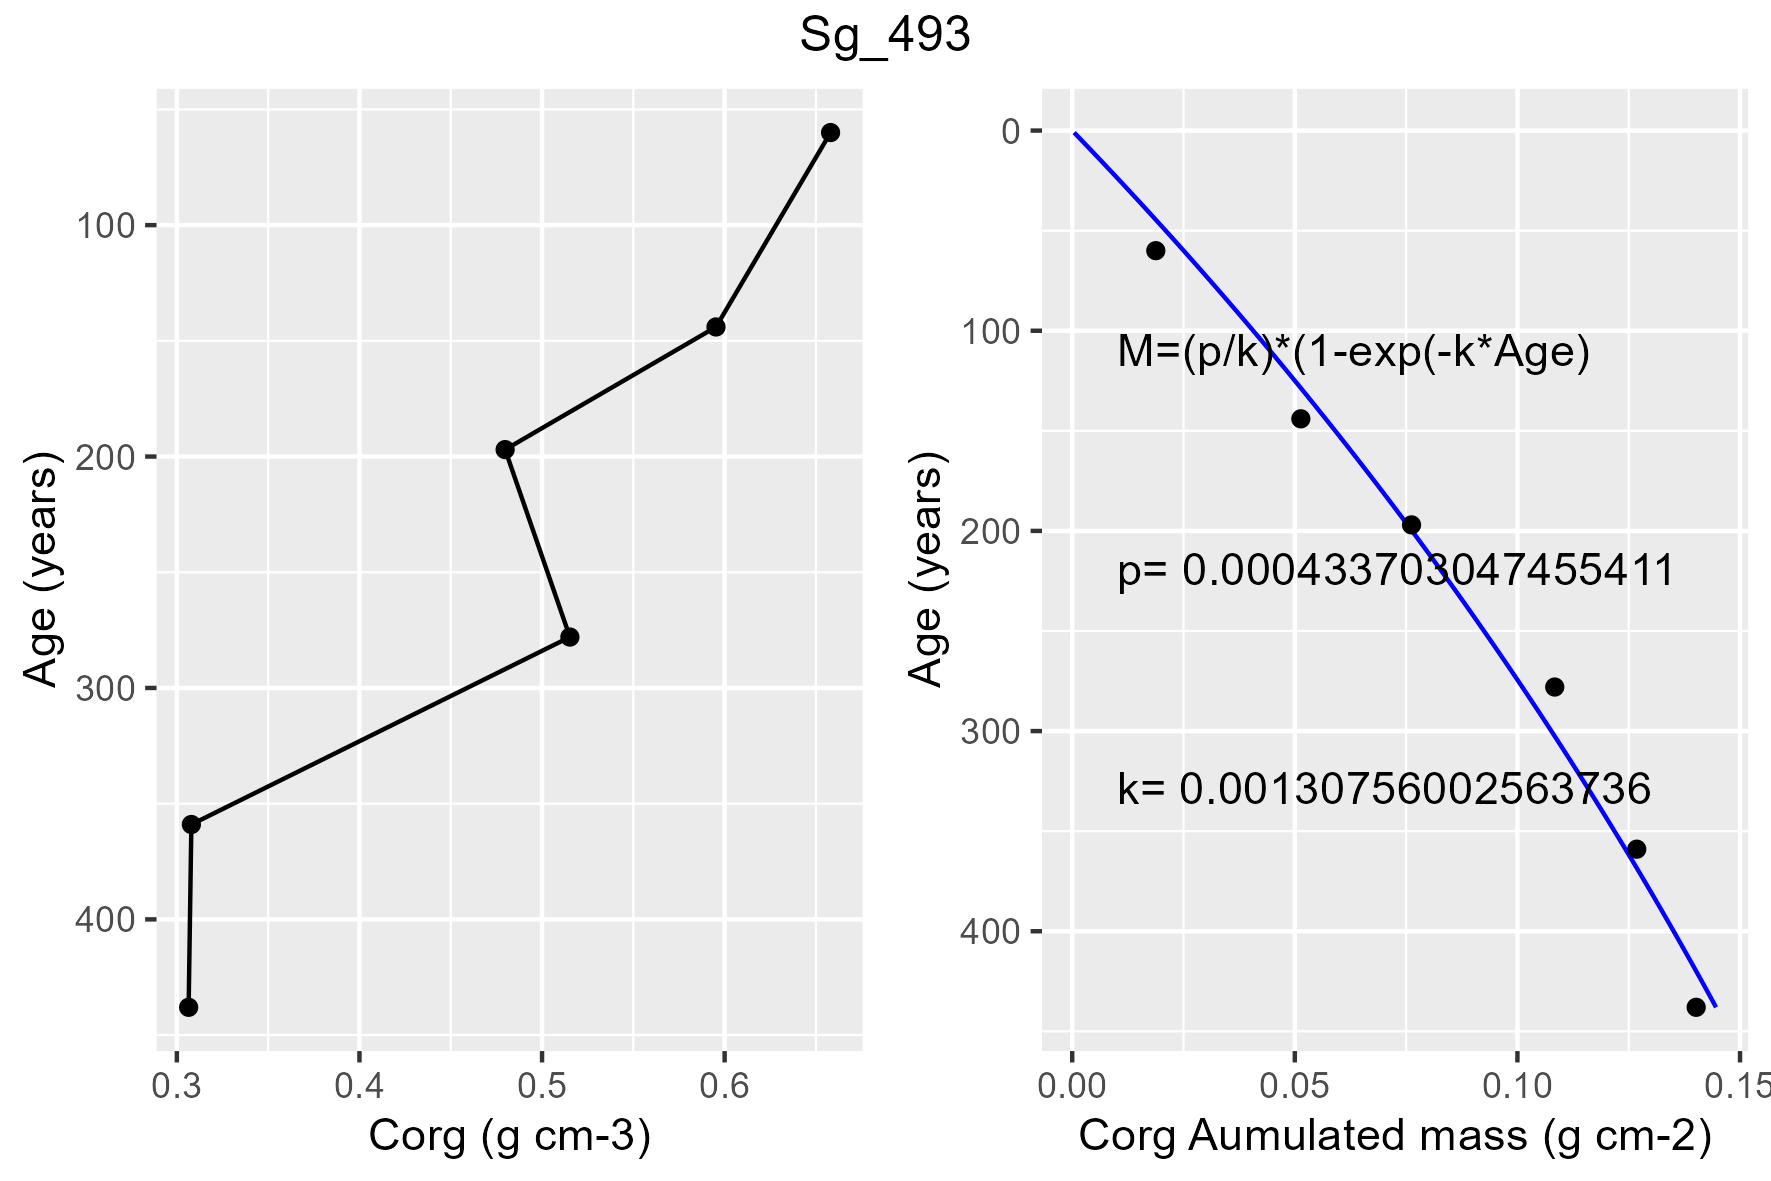 Sg_493
Age (years)
100
200
300
400
0.3
0.4
0.5
0.6
Corg (g cm-3)
Age (years)
0
100
200
300
400
M=(p/k)*(1-exp(-k*Age)
p= 0.000433703047455411
k= 0.00130756002563736
0.00
0.05
0.10
0.15
Corg Aumulated mass (g cm-2)